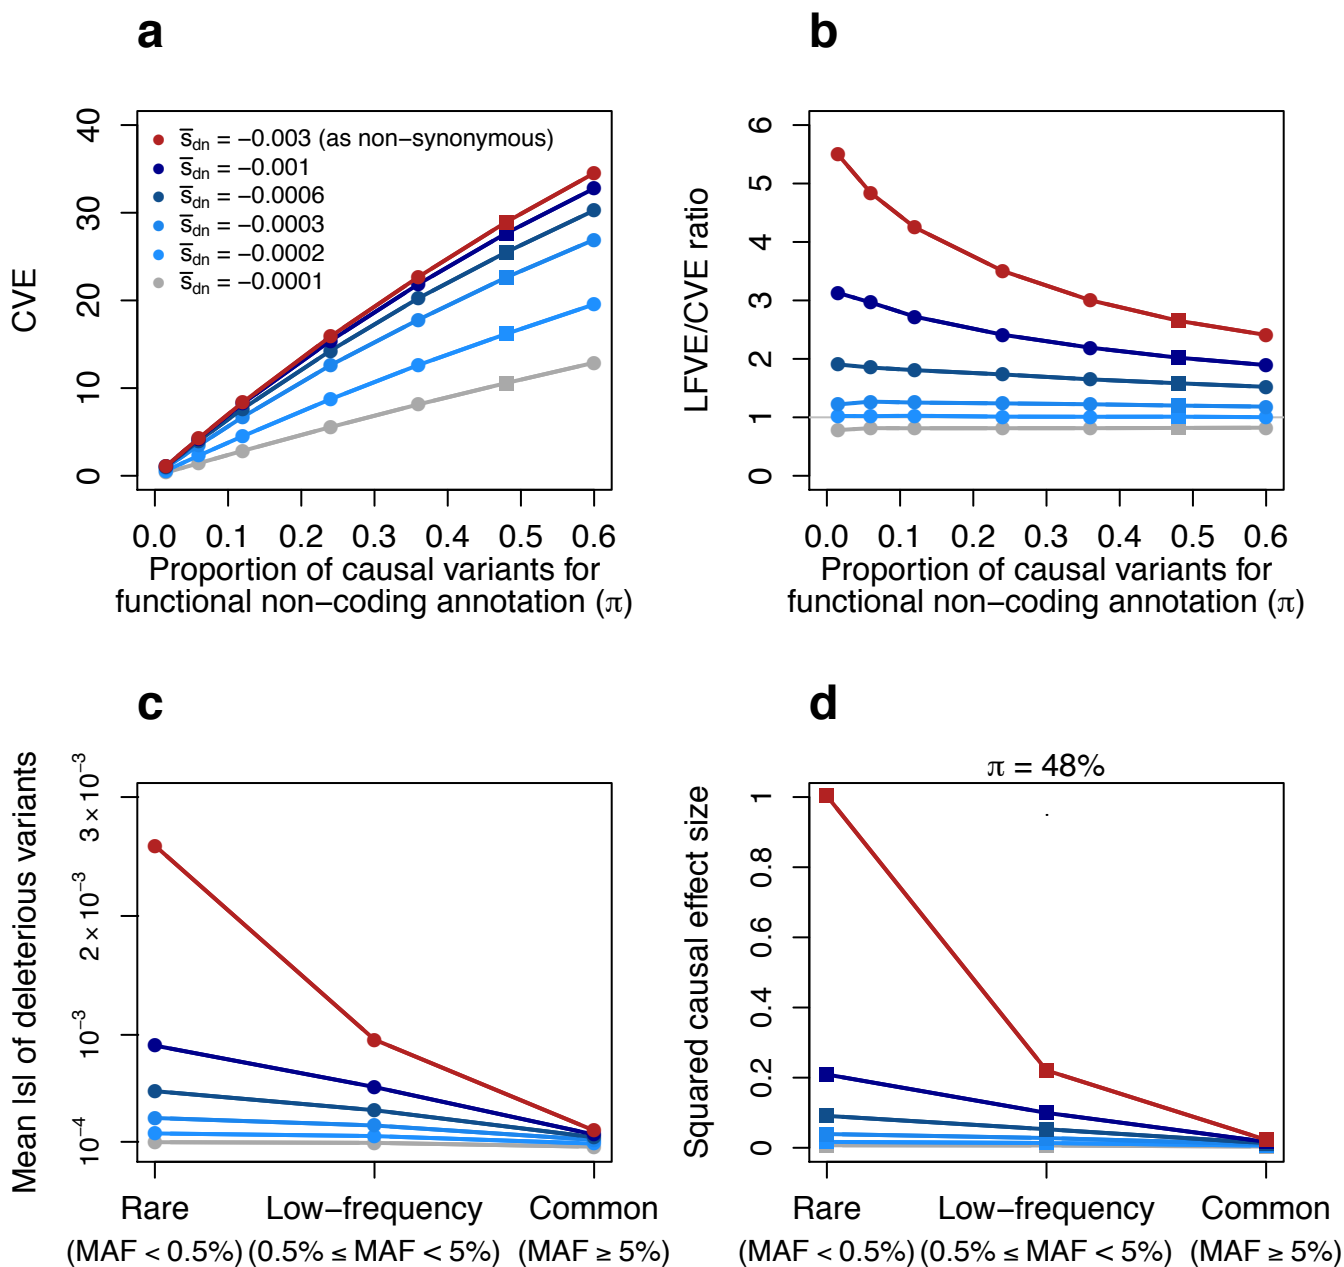 a
CVE
40
30
20
10
0
s̅dn = −0.003 (as non−synonymous)
s̅dn = −0.001
s̅dn = −0.0006
s̅dn = −0.0003
s̅dn = −0.0002
s̅dn = −0.0001
0.0 0.1 0.2 0.3 0.4 0.5 0.6
Proportion of causal variants for
functional non−coding annotation (π)
b
LFVE/CVE ratio
6
5
4
3
2
1
0
0.0 0.1 0.2 0.3 0.4 0.5 0.6
Proportion of causal variants for
functional non−coding annotation (π)
c
Mean |s| of deleterious variants
3 × 10−3
2 × 10−3
10−3
10−4
Rare Low−frequency Common
(MAF < 0.5%) (0.5% ≤ MAF < 5%) (MAF ≥ 5%)
d
π = 48%
Squared causal effect size
1
0.8
0.6
0.4
0.2
0
Rare Low−frequency Common
(MAF < 0.5%) (0.5% ≤ MAF < 5%) (MAF ≥ 5%)